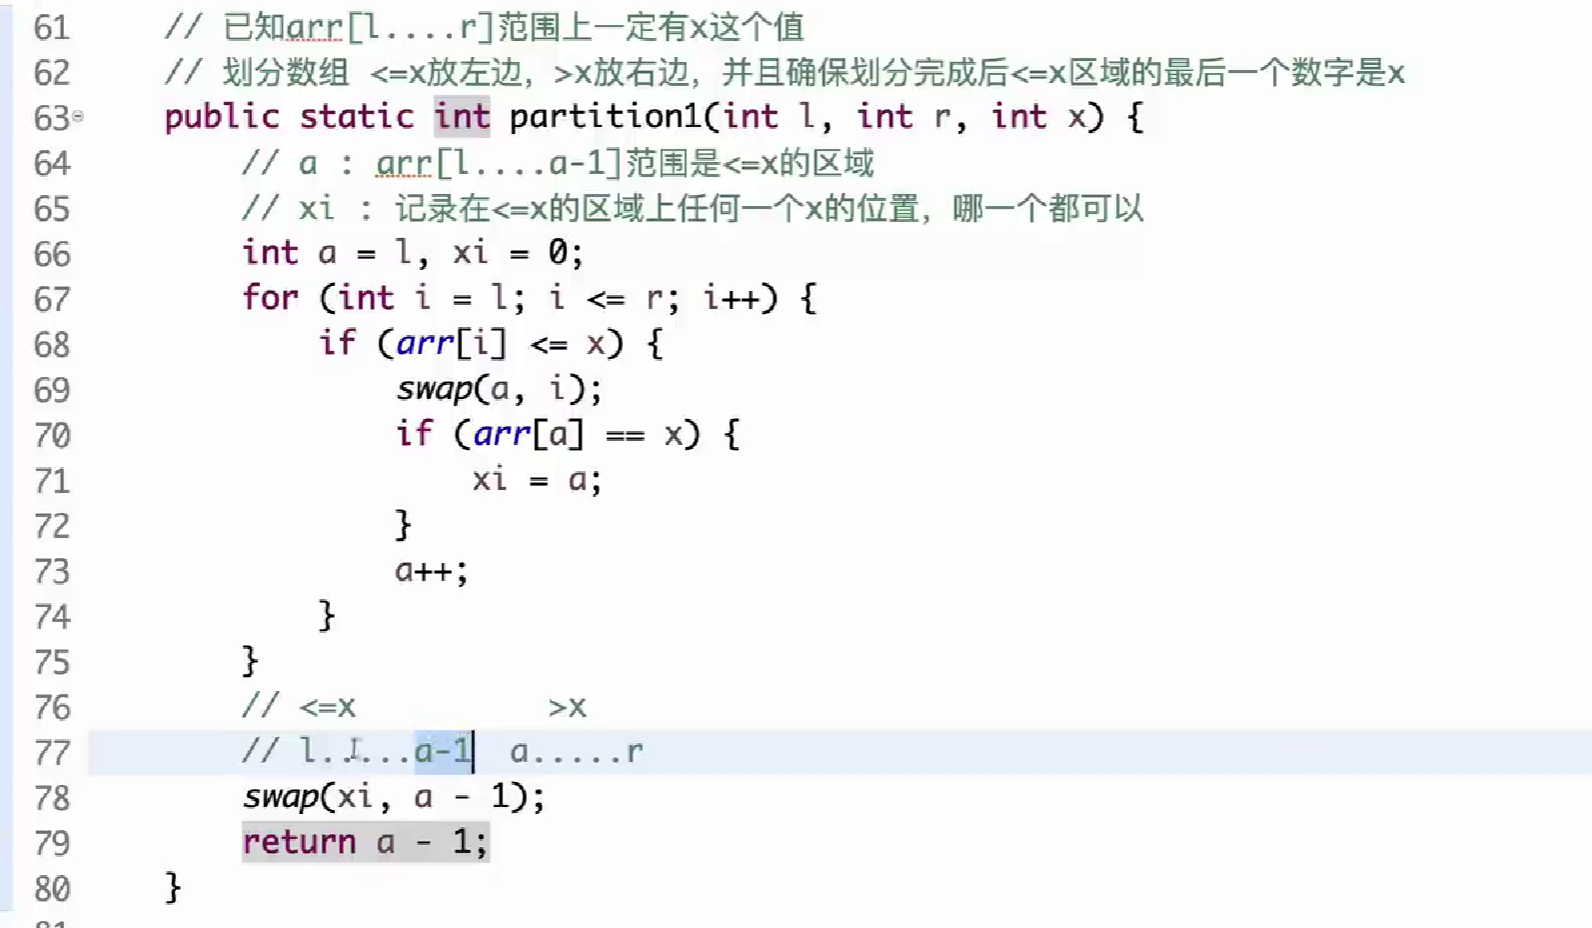 61 // 已知arr[l....r]范围上一定有x这个值
62 // 划分数组 <=x放左边，>x放右边，并且确保划分完成后<=x区域的最后一个数字是x
63 public static int partition1(int l, int r, int x) {
64 // a : arr[l....a-1]范围是<=x的区域
65 // xi : 记录在<=x的区域上任何一个x的位置，哪一个都可以
66 int a = l, xi = 0;
67 for (int i = l; i <= r; i++) {
68 if (arr[i] <= x) {
69 swap(a, i);
70 if (arr[a] == x) {
71 xi = a;
72 }
73 a++;
74 }
75 }
76 // <=x >x
77 // l......a-1 a.....r
78 swap(xi, a - 1);
79 return a - 1;
80 }